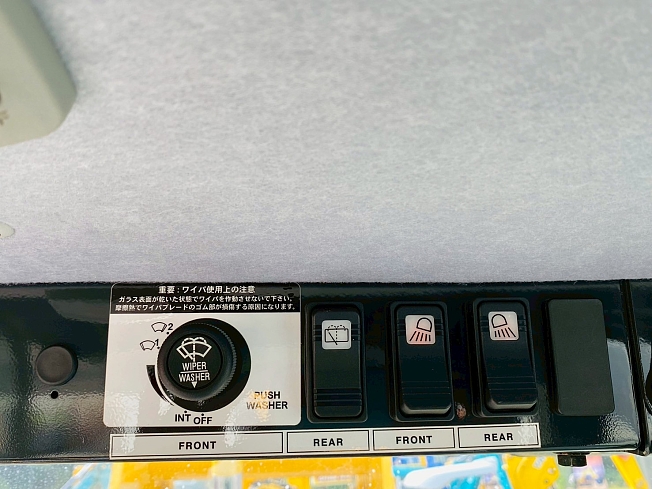 重要：ワイパ使用上の注意
ガラス表面が乾いた状態でワイパを作動させないで下さい。
摩擦熱でワイパブレードのゴム部が損傷する原因になります。
2
1
WIPER
WASHER
INT OFF
PUSH
WASHER
FRONT
REAR
FRONT
REAR